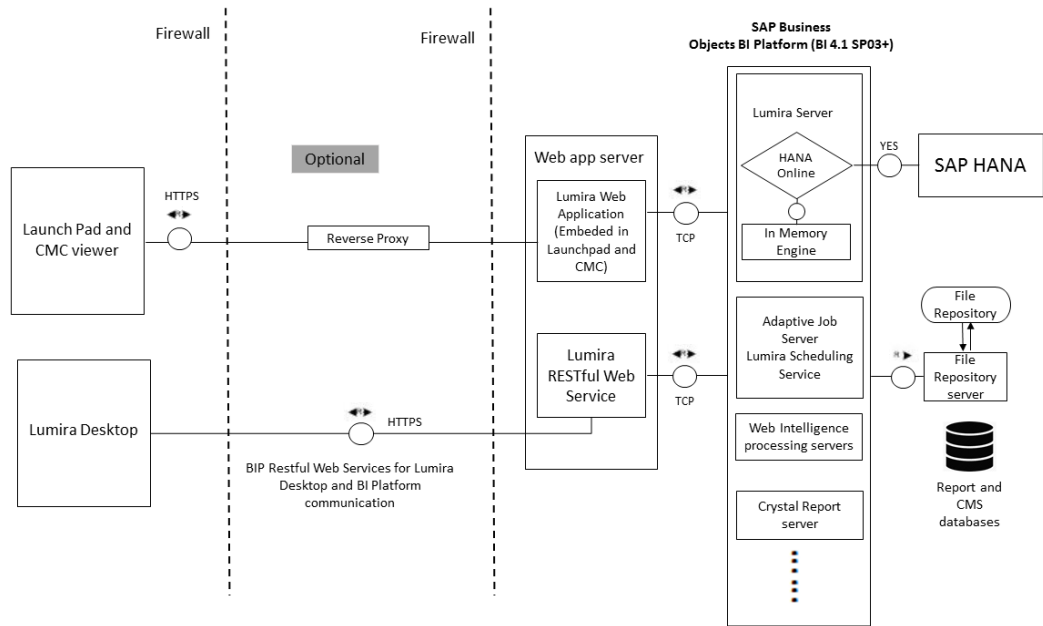 Firewall
Firewall
SAP Business
Objects BI Platform (BI 4.1 SP03+)
Optional
Launch Pad and
CMC viewer
HTTPS
R
Reverse Proxy
Web app server
Lumira Web
Application
(Embeded in
Launchpad and
CMC)
R
TCP
Lumira Server
HANA
Online
In Memory
Engine
YES
SAP HANA
Lumira
RESTful Web
Service
R
TCP
Adaptive Job
Server
Lumira Scheduling
Service
R
File
Repository
File
Repository
server
Lumira Desktop
R
HTTPS
BIP Restful Web Services for Lumira
Desktop and BI Platform
communication
Web Intelligence
processing servers
Crystal Report
server
Report and
CMS
databases